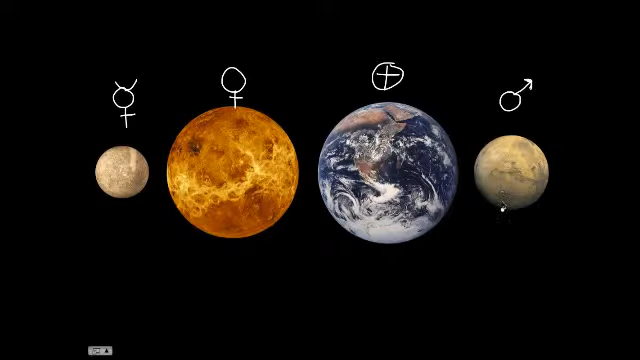 ☿ ♀ ⊕ ♂